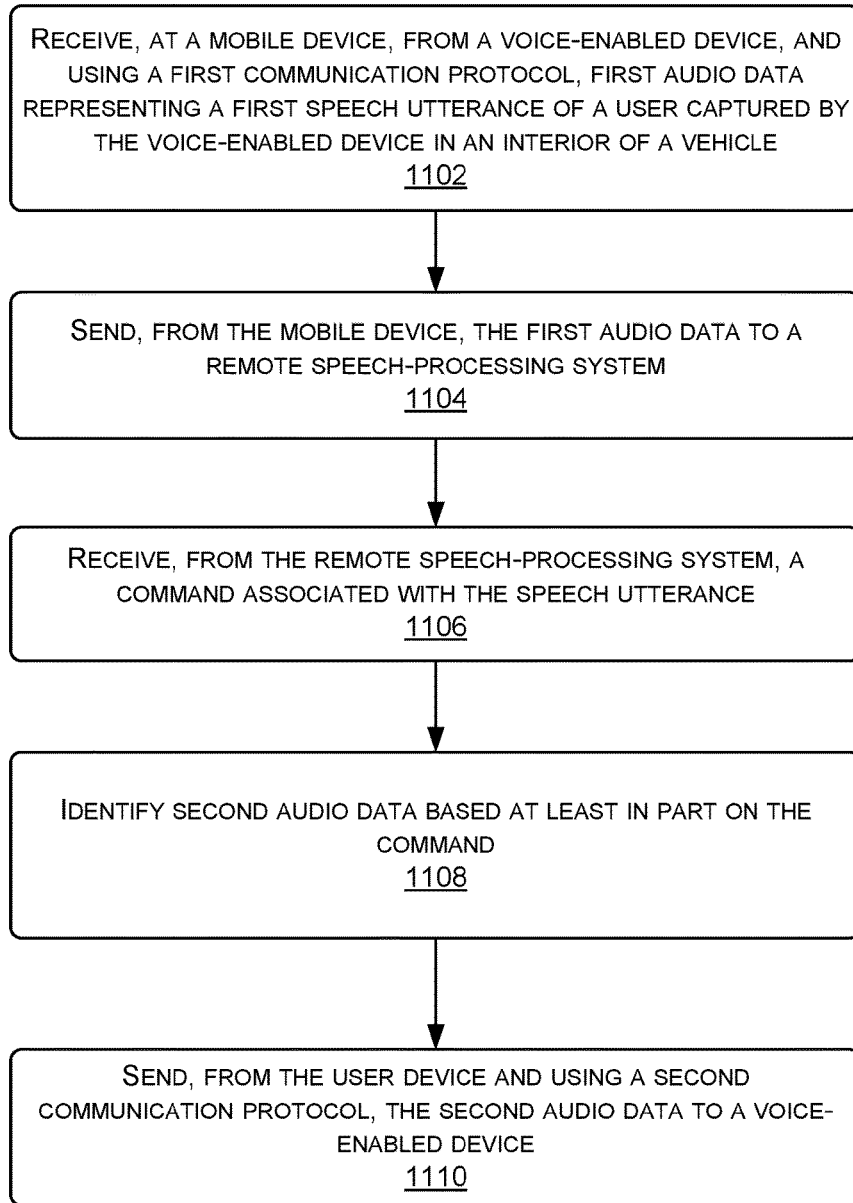 RECEIVE, AT A MOBILE DEVICE, FROM A VOICE-ENABLED DEVICE, AND
USING A FIRST COMMUNICATION PROTOCOL, FIRST AUDIO DATA
REPRESENTING A FIRST SPEECH UTTERANCE OF A USER CAPTURED BY
THE VOICE-ENABLED DEVICE IN AN INTERIOR OF A VEHICLE
1102
SEND, FROM THE MOBILE DEVICE, THE FIRST AUDIO DATA TO A
REMOTE SPEECH-PROCESSING SYSTEM
1104
RECEIVE, FROM THE REMOTE SPEECH-PROCESSING SYSTEM, A
COMMAND ASSOCIATED WITH THE SPEECH UTTERANCE
1106
IDENTIFY SECOND AUDIO DATA BASED AT LEAST IN PART ON THE
COMMAND
1108
SEND, FROM THE USER DEVICE AND USING A SECOND
COMMUNICATION PROTOCOL, THE SECOND AUDIO DATA TO A VOICE-
ENABLED DEVICE
1110